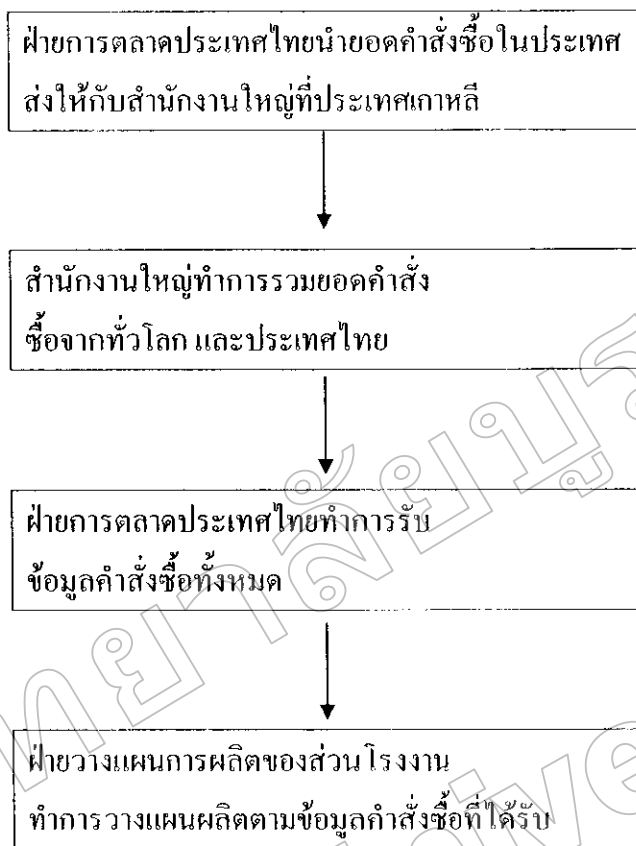 ฝ่ายการตลาดประเทศไทยนำยอดคำสั่งซื้อในประเทศ
ส่งให้กับสำนักงานใหญ่ที่ประเทศเกาหลี
สำนักงานใหญ่ทำการรวมยอดคำสั่ง
ซื้อจากทั่วโลก และประเทศไทย
ฝ่ายการตลาดประเทศไทยทำการรับ
ข้อมูลคำสั่งซื้อทั้งหมด
ฝ่ายวางแผนการผลิตของส่วนโรงงาน
ทำการวางแผนผลิตตามข้อมูลคำสั่งซื้อที่ได้รับ